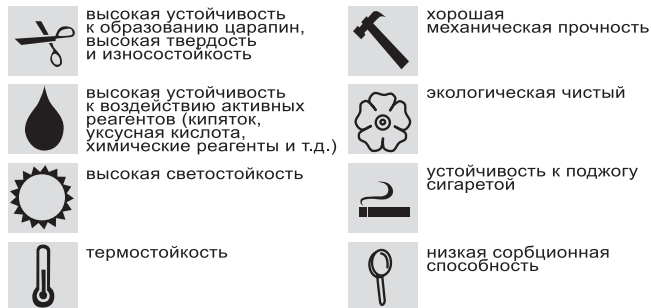 высокая устойчивость
к образованию царапин,
высокая твердость
и износостойкость
хорошая
механическая прочность
высокая устойчивость
к воздействию активных
реагентов (кипяток,
уксусная кислота,
химические реагенты и т.д.)
экологическая чистый
высокая светостойкость
устойчивость к поджогу
сигаретой
термостойкость
низкая сорбционная
способность